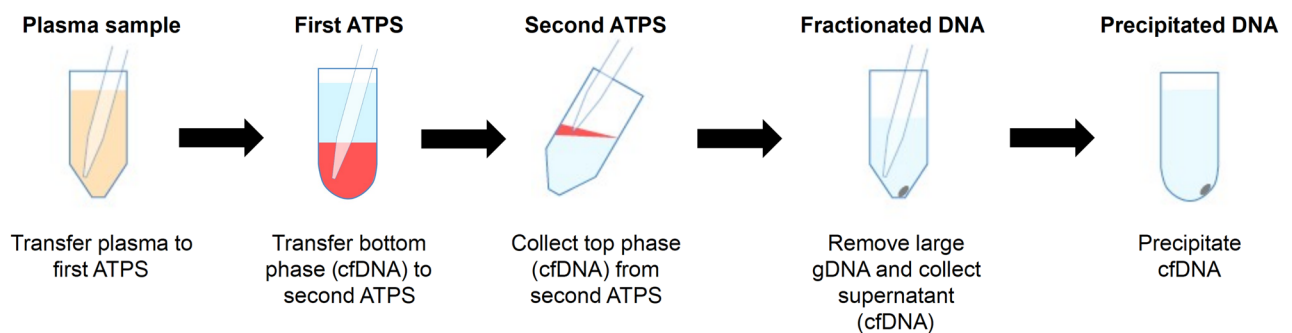 Plasma sample
First ATPS
Second ATPS
Fractionated DNA
Precipitated DNA
Transfer plasma to
first ATPS
Transfer bottom
phase (cfDNA) to
second ATPS
Collect top phase
(cfDNA) from
second ATPS
Remove large
gDNA and collect
supernatant
(cfDNA)
Precipitate
cfDNA